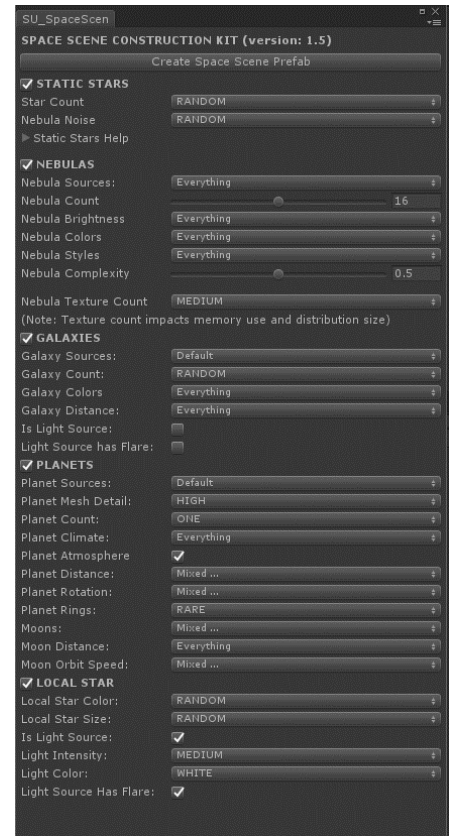 SU_SpaceScen
SPACE SCENE CONSTRUCTION KIT (version: 1.5)
Create Space Scene Prefab
STATIC STARS
Star Count RANDOM
Nebula Noise RANDOM
Static Stars Help
NEBULAS
Nebula Sources: Everything
Nebula Count 16
Nebula Brightness Everything
Nebula Colors Everything
Nebula Styles Everything
Nebula Complexity 0.5
Nebula Texture Count MEDIUM
(Note: Texture count impacts memory use and distribution size)
GALAXIES
Galaxy Sources: Default
Galaxy Count: RANDOM
Galaxy Colors Everything
Galaxy Distance: Everything
Is Light Source:
Light Source has Flare:
PLANETS
Planet Sources: Default
Planet Mesh Detail: HIGH
Planet Count: ONE
Planet Climate: Everything
Planet Atmosphere
Planet Distance: Mixed ...
Planet Rotation: Mixed ...
Planet Rings: RARE
Moons: Mixed ...
Moon Distance: Everything
Moon Orbit Speed: Mixed ...
LOCAL STAR
Local Star Color: RANDOM
Local Star Size: RANDOM
Is Light Source:
Light Intensity: MEDIUM
Light Color: WHITE
Light Source Has Flare: